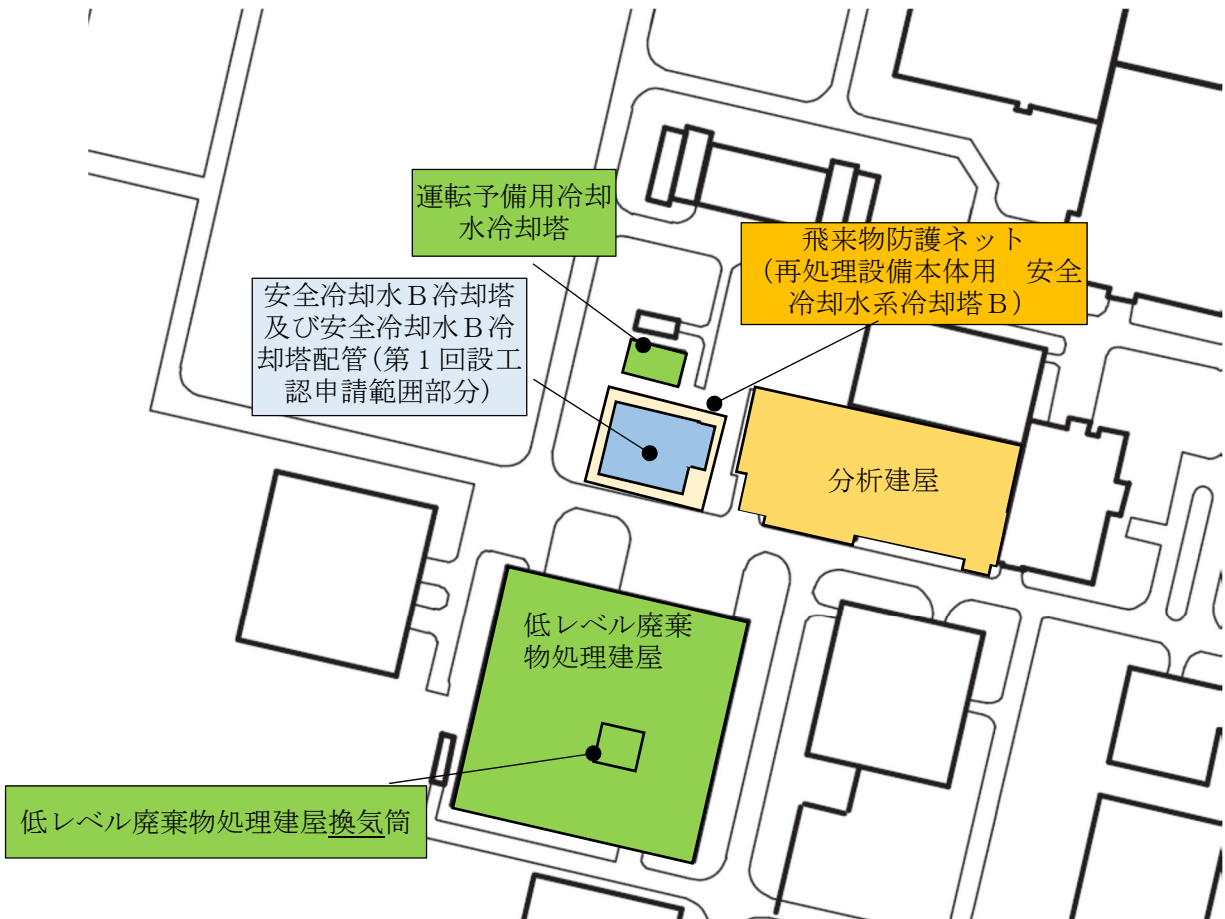 運転予備用冷却
水冷却塔
飛来物防護ネット
（再処理設備本体用　安全
冷却水系冷却塔Ｂ）
安全冷却水Ｂ冷却塔
及び安全冷却水Ｂ冷
却塔配管（第１回設工
認申請範囲部分）
分析建屋
低レベル廃棄
物処理建屋
低レベル廃棄物処理建屋換気筒